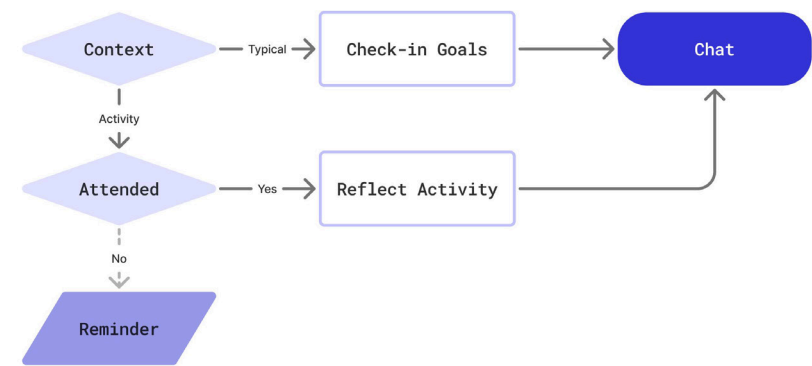 Context
Typical
Check-in Goals
Chat
Activity
Attended
Yes
Reflect Activity
No
Reminder